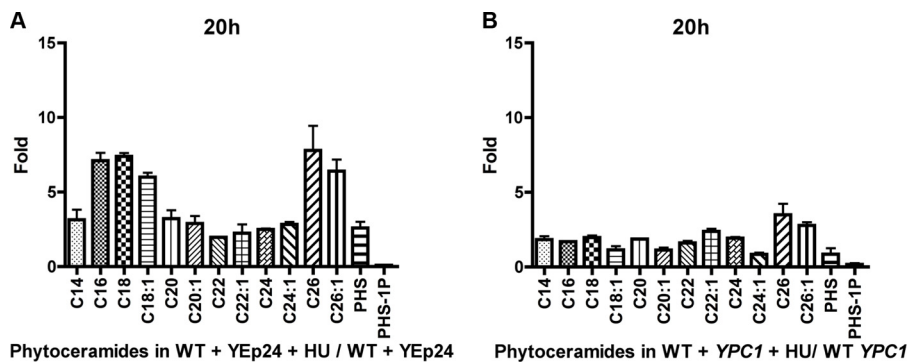 A
20h
15
10
5
0
Fold
C14
C16
C18
C18:1
C20
C20:1
C22
C22:1
C24
C24:1
C26
C26:1
PHS
PHS-1P
Phytoceramides in WT + YEp24 + HU / WT + YEp24
B
20h
15
10
5
0
Fold
C14
C16
C18
C18:1
C20
C20:1
C22
C22:1
C24
C24:1
C26
C26:1
PHS
PHS-1P
Phytoceramides in WT + YPC1 + HU/ WT YPC1